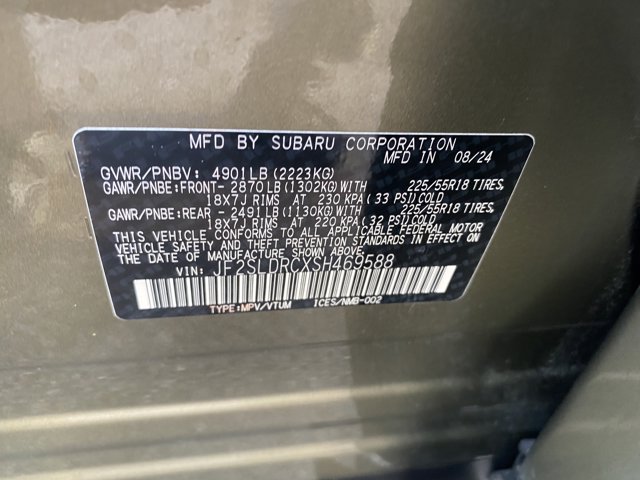 MFD BY SUBARU CORPORATION
MFD IN 08/24
GVWR/PNBV: 4901LB (2223KG)
GAWR/PNBE:FRONT- 2870LB(1302KG)WITH 225/55R18 TIRES,
18X7J RIMS AT 230 KPA(33 PSI)COLD
GAWR/PNBE:REAR -2491LB(1130KG)WITH 225/55R18 TIRES,
18X7J RIMS AT 220 KPA(32 PSI)COLD
THIS VEHICLE CONFORMS TO ALL APPLICABLE FEDERAL MOTOR
VEHICLE SAFETY AND THEFT PREVENTION STANDARDS IN EFFECT ON
THE DATE OF MANUFACTURE SHOWN ABOVE.
VIN: JF2SLDRCXSH469588
TYPE:MPV/VTUM ICES/NMB-002